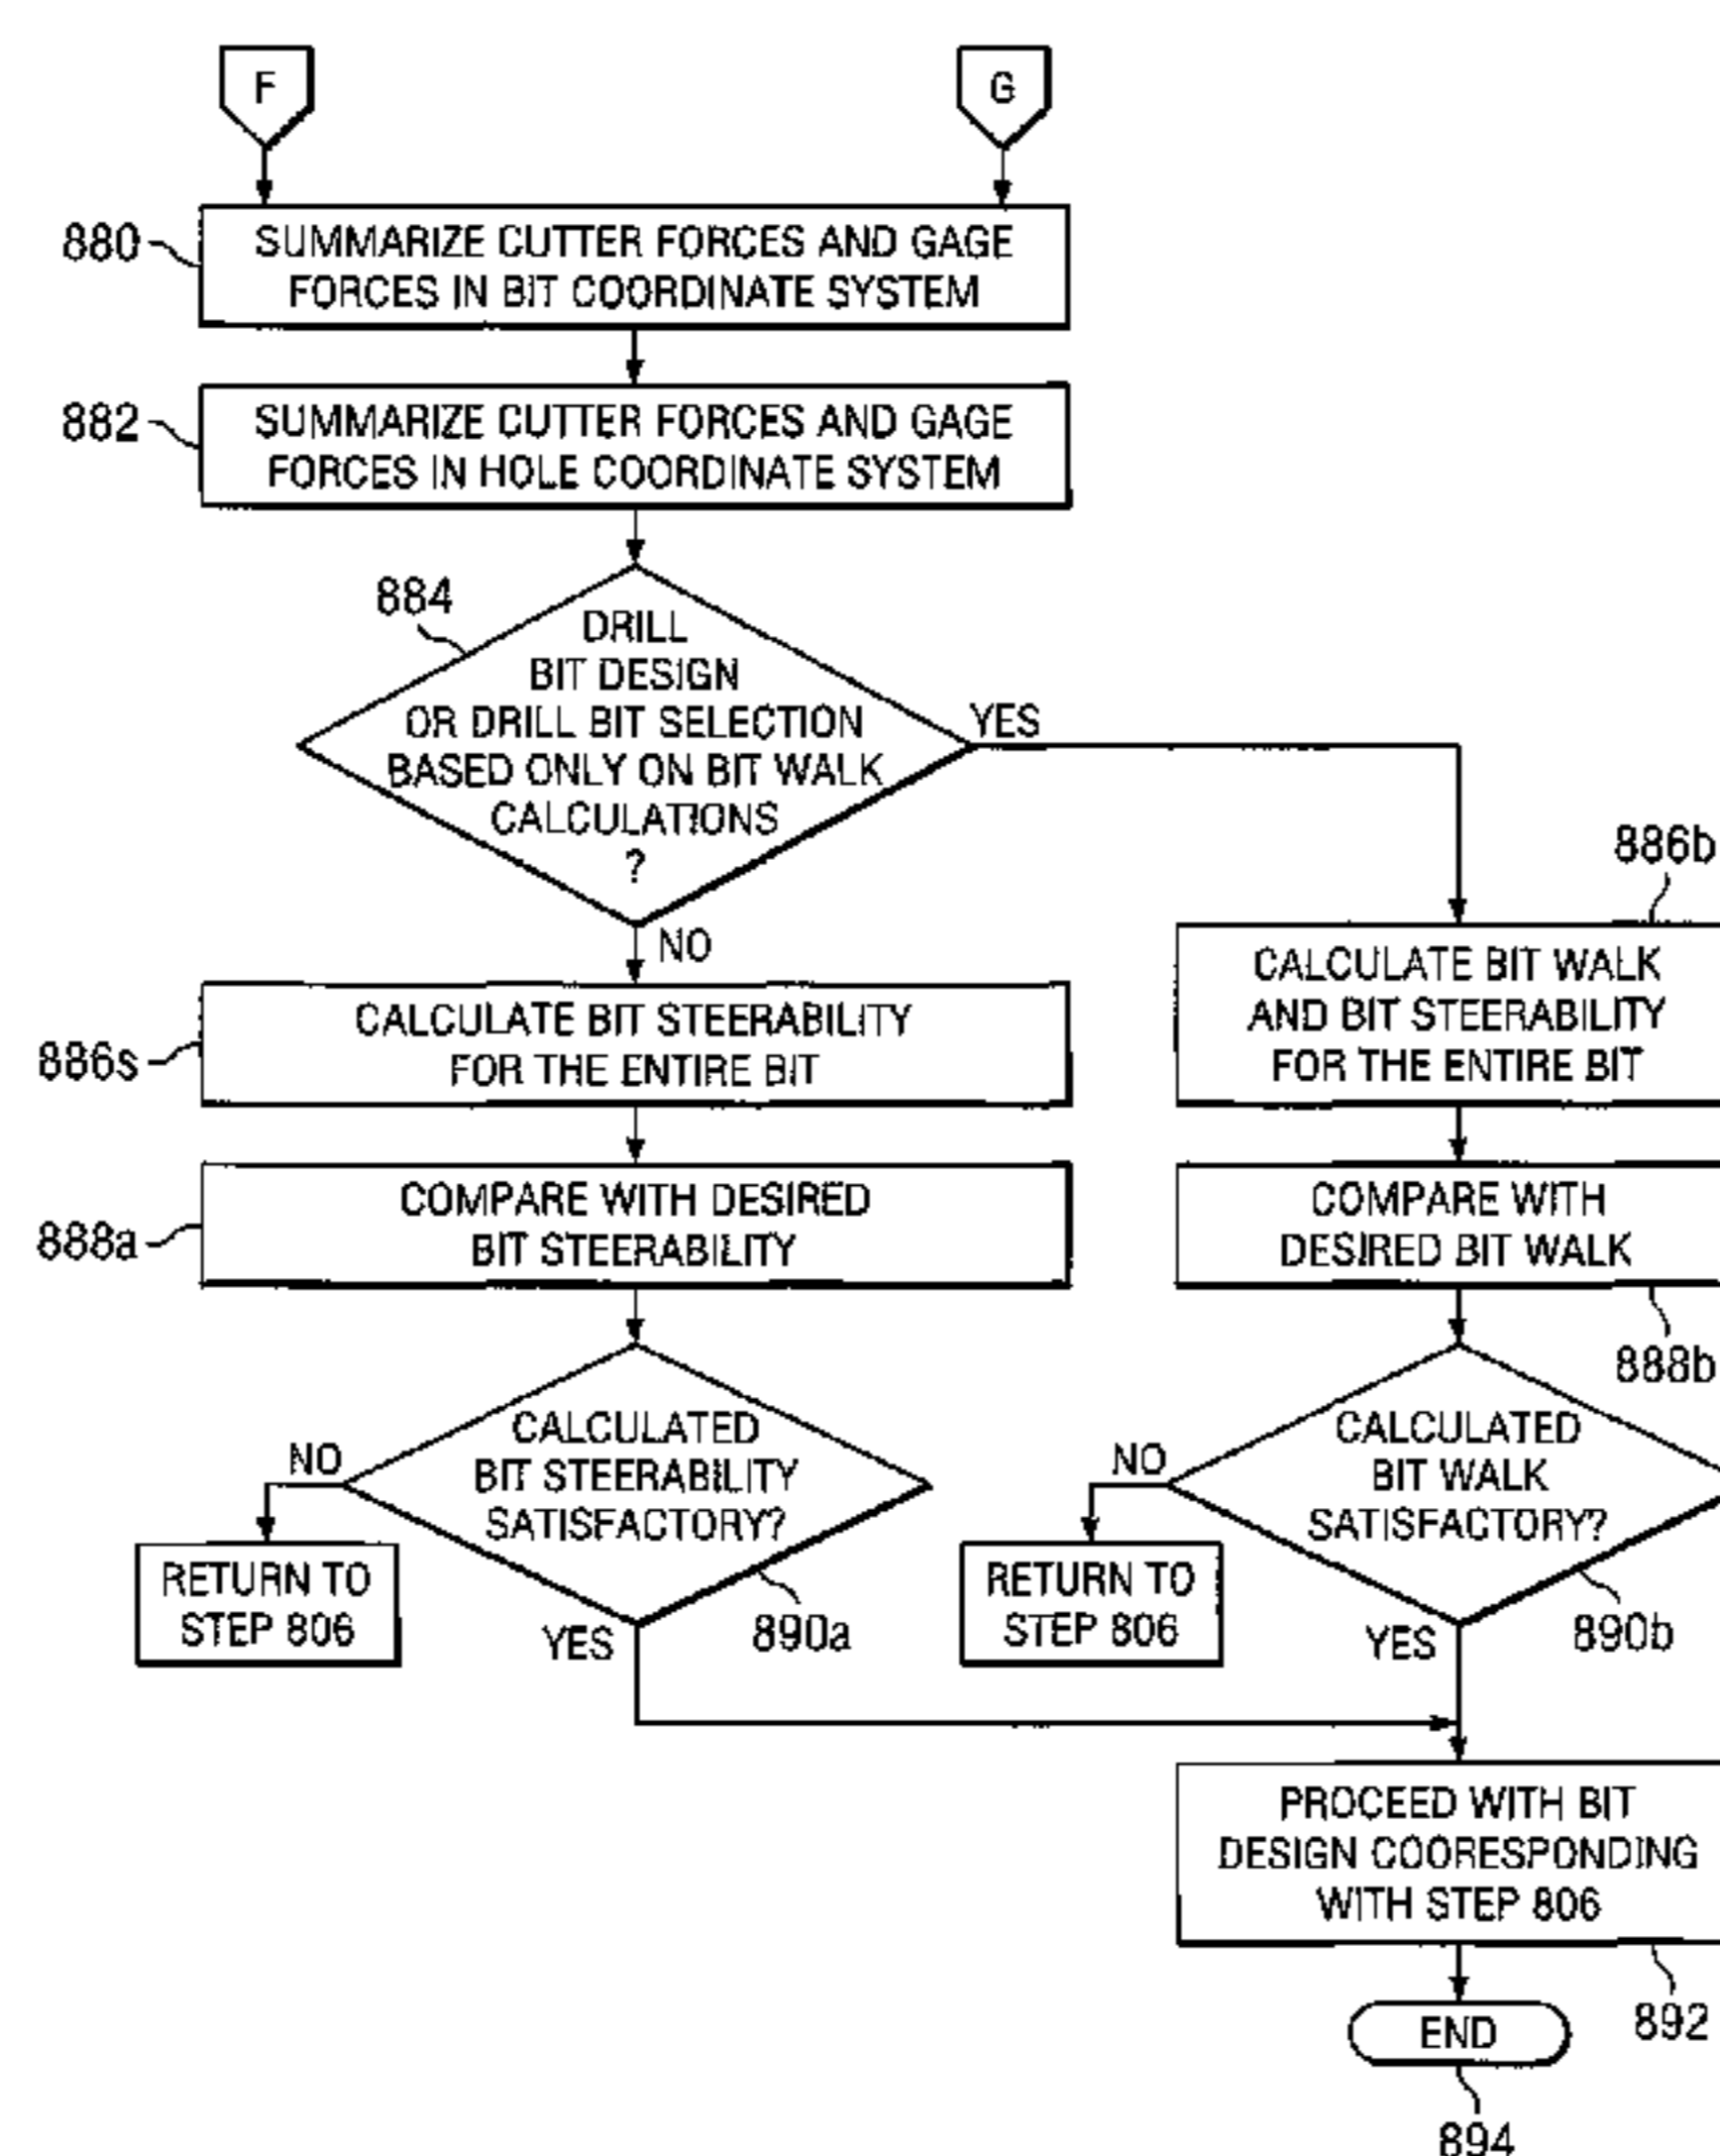 F
G
880
SUMMARIZE CUTTER FORCES AND GAGE
FORCES IN BIT COORDINATE SYSTEM
882
SUMMARIZE CUTTER FORCES AND GAGE
FORCES IN HOLE COORDINATE SYSTEM
884
DRILL
BIT DESIGN
OR DRILL BIT SELECTION
BASED ONLY ON BIT WALK
CALCULATIONS
?
YES
NO
886s
CALCULATE BIT STEERABILITY
FOR THE ENTIRE BIT
886b
CALCULATE BIT WALK
AND BIT STEERABILITY
FOR THE ENTIRE BIT
888a
COMPARE WITH DESIRED
BIT STEERABILITY
COMPARE WITH
DESIRED BIT WALK
888b
NO
CALCULATED
BIT STEERABILITY
SATISFACTORY?
890a
RETURN TO
STEP 806
YES
NO
CALCULATED
BIT WALK
SATISFACTORY?
890b
RETURN TO
STEP 806
YES
PROCEED WITH BIT
DESIGN COORESPONDING
WITH STEP 806
892
END
894